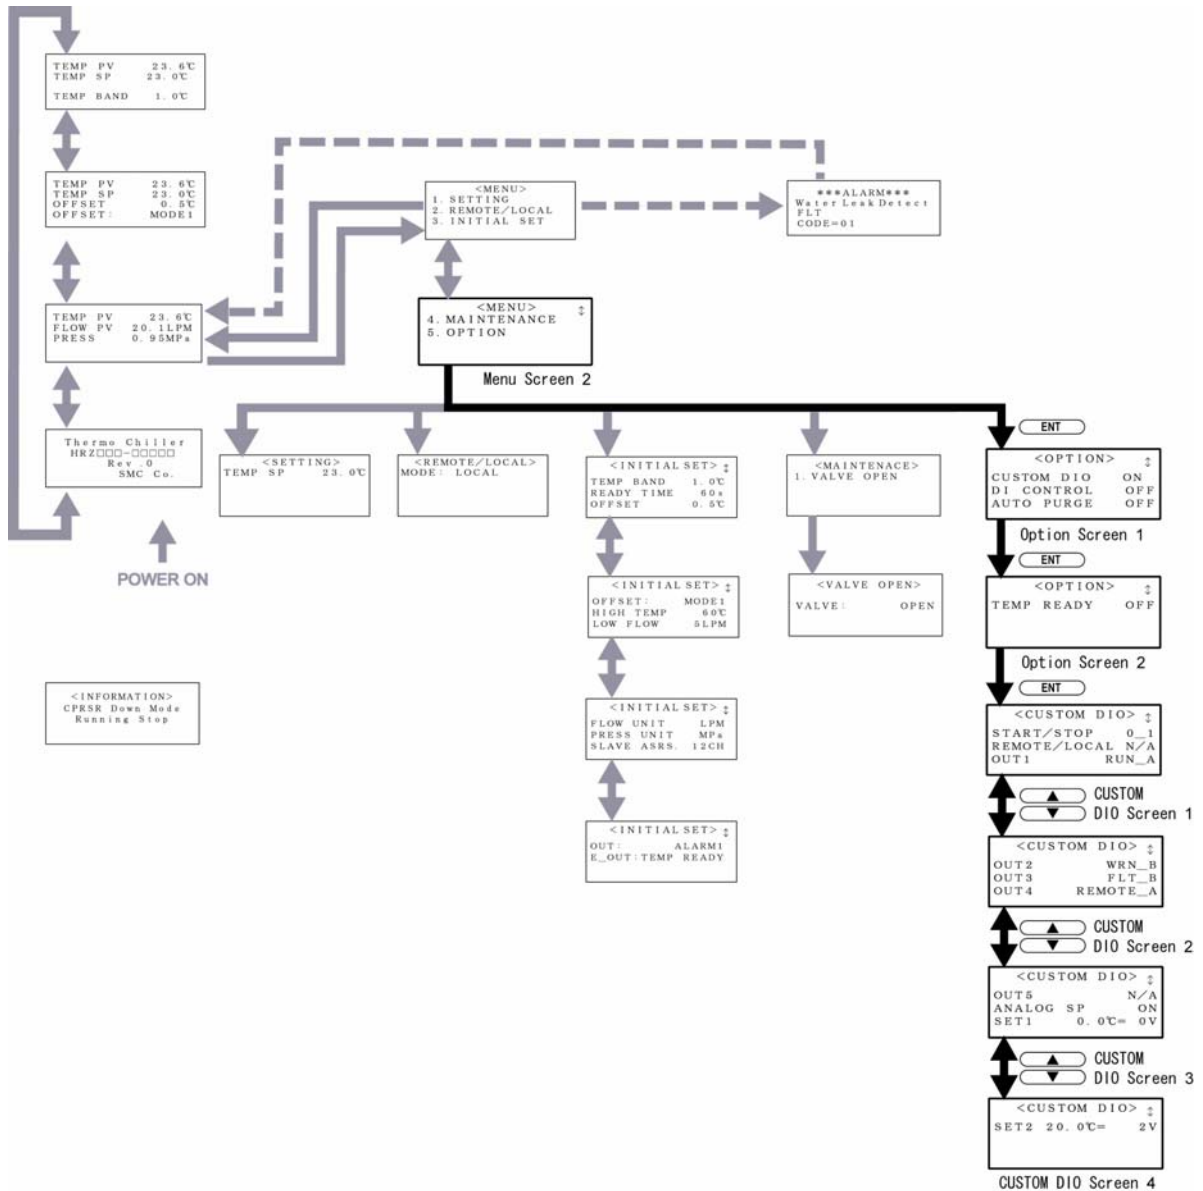 TEMP PV 23.6℃
TEMP SP 23.0℃
TEMP BAND 1.0℃
TEMP PV 23.6℃
TEMP SP 23.0℃
OFFSET 0.5℃
OFFSET: MODE1
TEMP PV 23.6℃
FLOW PV 20.1LPM
PRESS 0.95MPa
Thermo Chiller
HRZ□□□-□□□□□
Rev.0
SMC Co.
POWER ON
<INFORMATION>
CPRSR Down Mode
Running Stop
<MENU>
1. SETTING
2. REMOTE/LOCAL
3. INITIAL SET
***ALARM***
Water Leak Detect
FLT
CODE=01
<MENU> ↕
4. MAINTENANCE
5. OPTION
Menu Screen 2
<SETTING>
TEMP SP 23.0℃
<REMOTE/LOCAL>
MODE: LOCAL
<INITIAL SET> ↕
TEMP BAND 1.0℃
READY TIME 60s
OFFSET 0.5℃
<INITIAL SET> ↕
OFFSET: MODE1
HIGH TEMP 60℃
LOW FLOW 5LPM
<INITIAL SET> ↕
FLOW UNIT LPM
PRESS UNIT MPa
SLAVE ASRS. 12CH
<INITIAL SET> ↕
OUT: ALARM1
E_OUT:TEMP READY
<MAINTENACE>
1. VALVE OPEN
<VALVE OPEN>
VALVE: OPEN
ENT
<OPTION> ↕
CUSTOM DIO ON
DI CONTROL OFF
AUTO PURGE OFF
Option Screen 1
ENT
<OPTION> ↕
TEMP READY OFF
Option Screen 2
ENT
<CUSTOM DIO> ↕
START/STOP 0_1
REMOTE/LOCAL N/A
OUT1 RUN_A
▲ CUSTOM
▼ DIO Screen 1
<CUSTOM DIO> ↕
OUT2 WRN_B
OUT3 FLT_B
OUT4 REMOTE_A
▲ CUSTOM
▼ DIO Screen 2
<CUSTOM DIO> ↕
OUT5 N/A
ANALOG SP ON
SET1 0.0℃= 0V
▲ CUSTOM
▼ DIO Screen 3
<CUSTOM DIO> ↕
SET2 20.0℃= 2V
CUSTOM DIO Screen 4